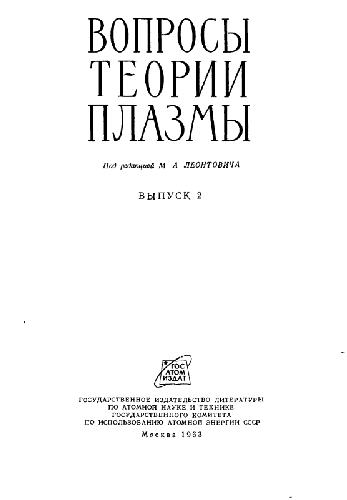 ВОПРОСЫ
ТЕОРИИ
ПЛАЗМЫ
Под редакцией М А ЛЕОНТОВИЧА
ВЫПУСК 2
ГОС
АТОМ
ИЗДАТ
ГОСУДАРСТВЕННОЕ ИЗДАТЕЛЬСТВО ЛИТЕРАТУРЫ
ПО АТОМНОЙ НАУКЕ И ТЕХНИКЕ
ГОСУДАРСТВЕННОГО КОМИТЕТА
ПО ИСПОЛЬЗОВАНИЮ АТОМНОЙ ЭНЕРГИИ СССР
Москва 1963